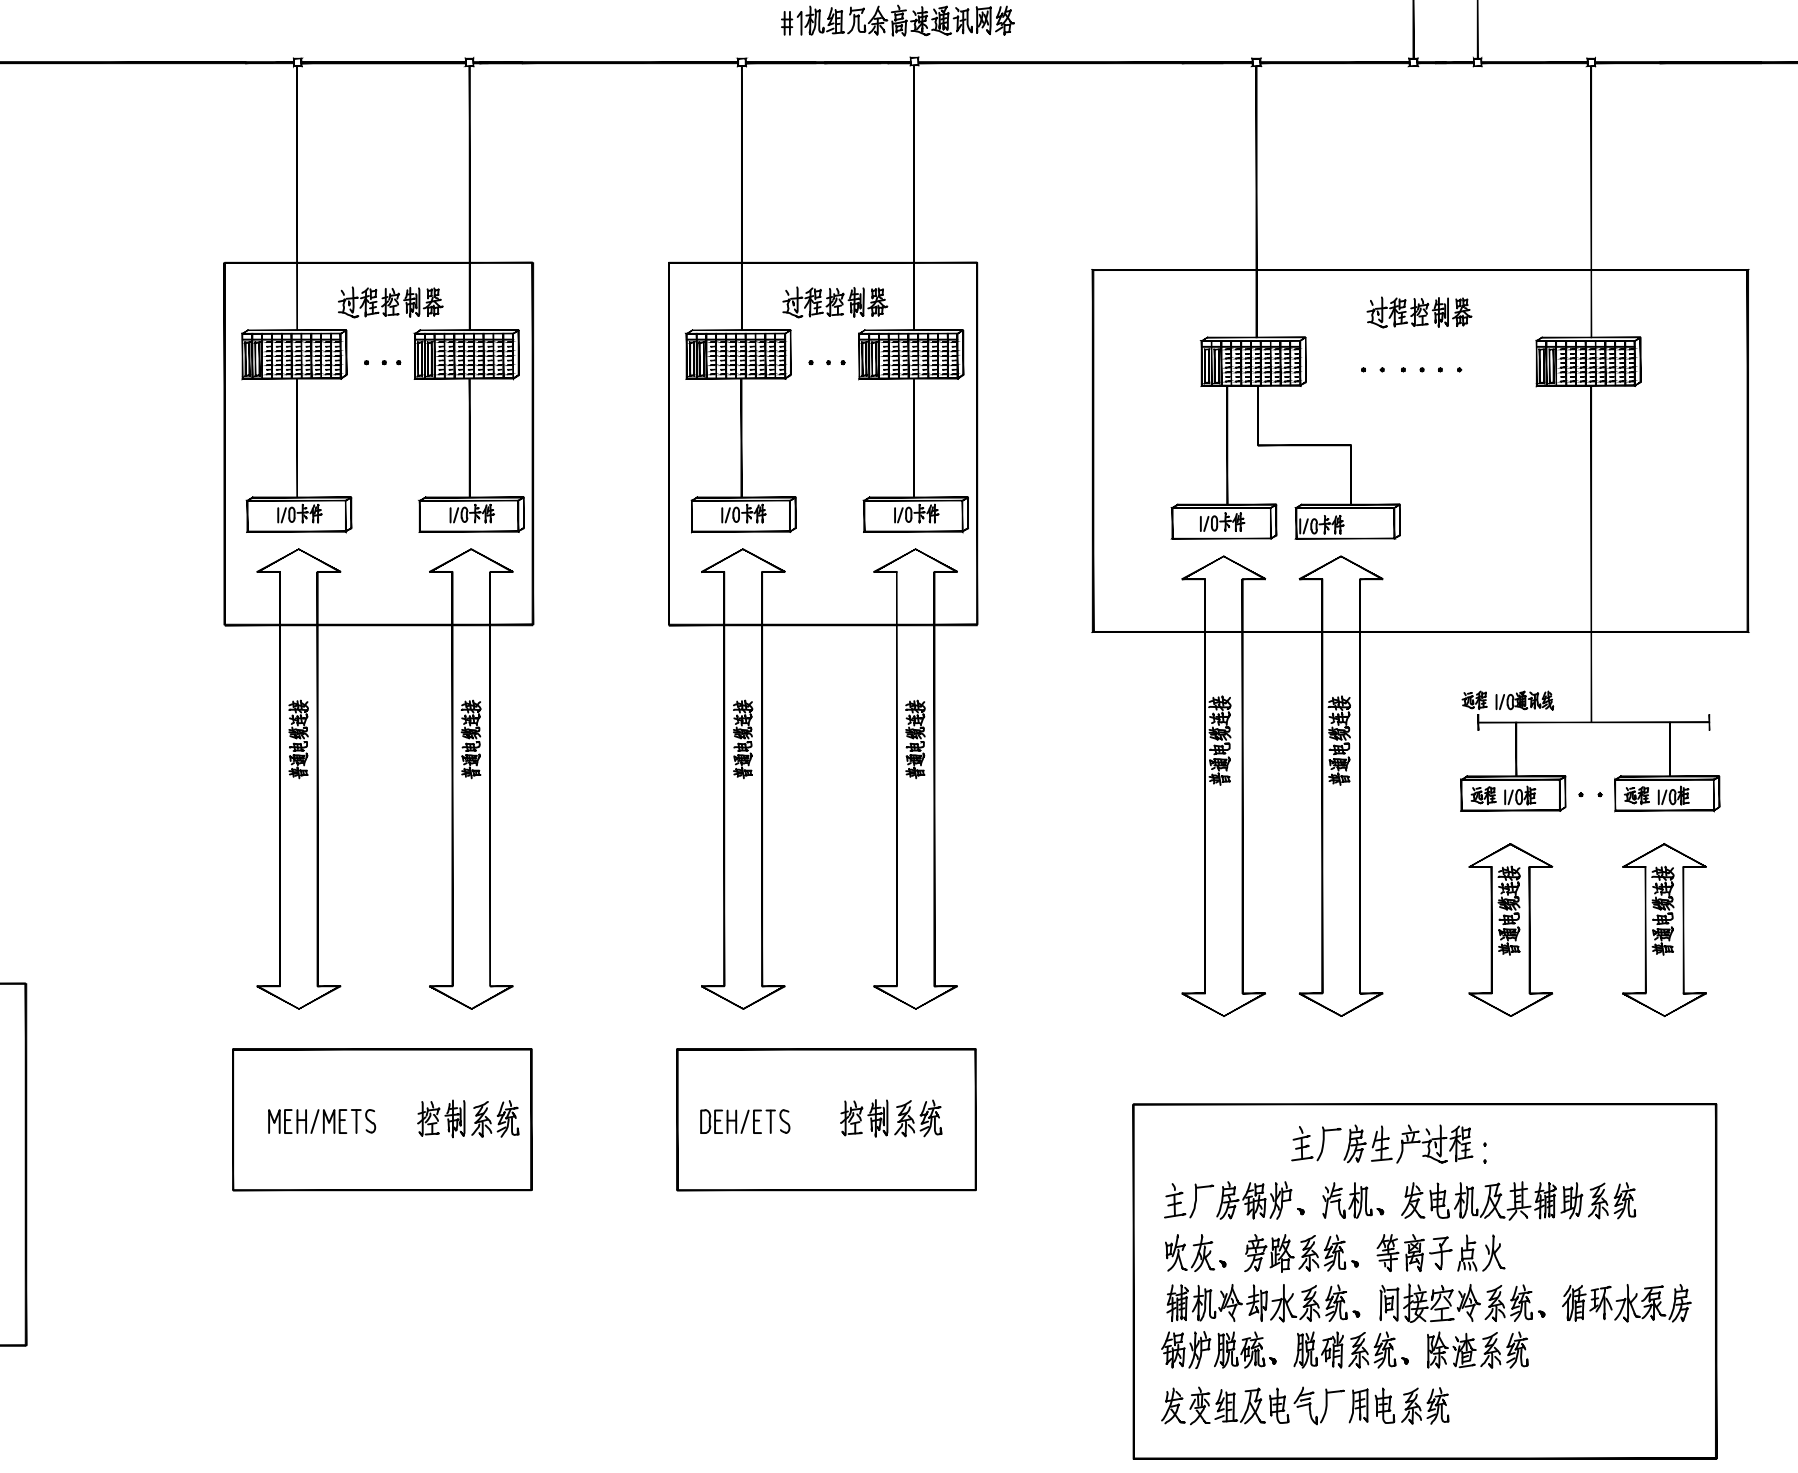 #1机组冗余高速通讯网络
过程控制器
过程控制器
过程控制器
I/O卡件
I/O卡件
I/O卡件
I/O卡件
I/O卡件
I/O卡件
普通电缆连接
普通电缆连接
普通电缆连接
普通电缆连接
普通电缆连接
普通电缆连接
远程 I/O通讯线
远程 I/O柜
远程 I/O柜
普通电缆连接
普通电缆连接
MEH/METS 控制系统
DEH/ETS 控制系统
主厂房生产过程:
主厂房锅炉、汽机、发电机及其辅助系统
吹灰、旁路系统、等离子点火
辅机冷却水系统、间接空冷系统、循环水泵房
锅炉脱硫、脱硝系统、除渣系统
发变组及电气厂用电系统